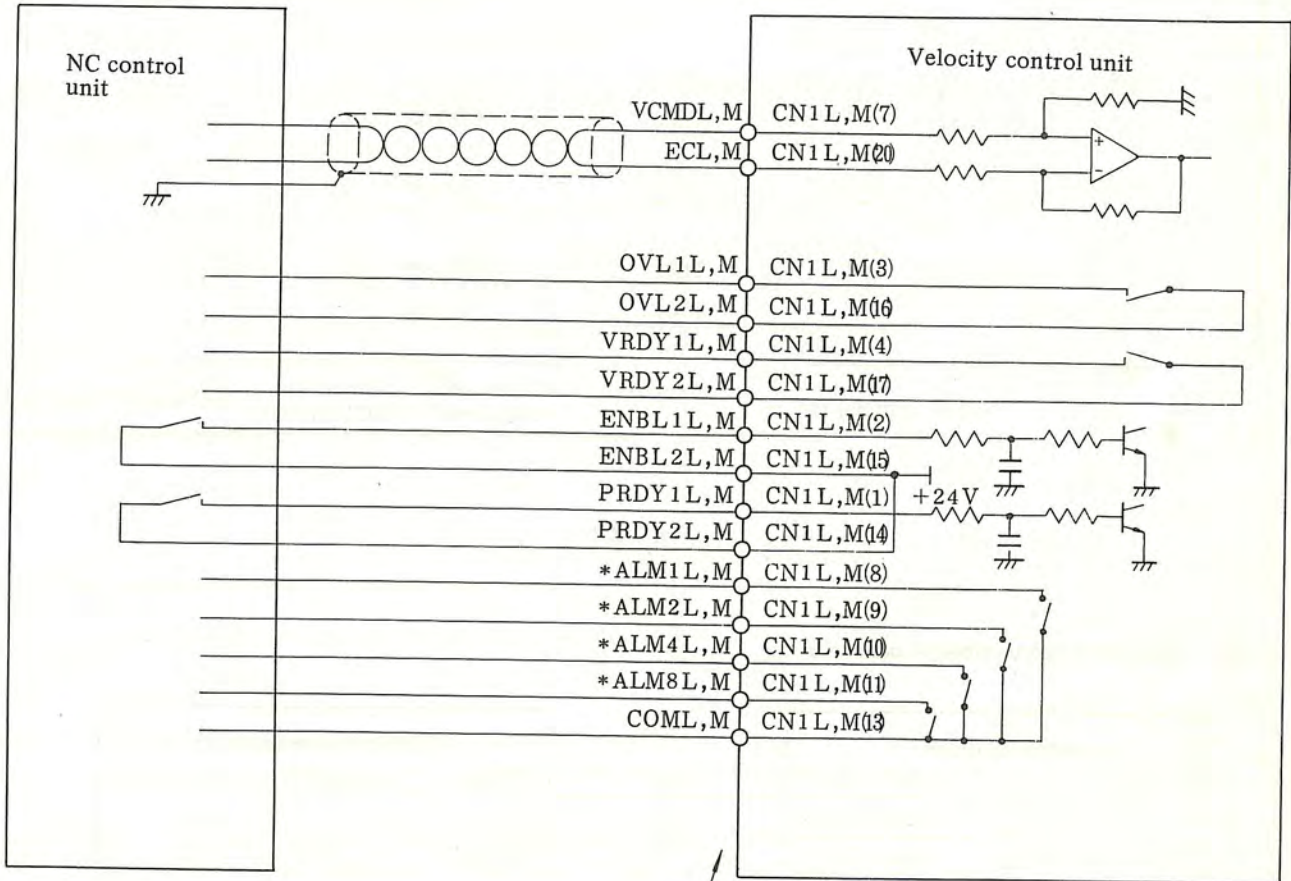 NC control
unit
Velocity control unit
VCMDL,M CN1L,M(7)
ECL,M CN1L,M(20)
+
−
OVL1L,M CN1L,M(3)
OVL2L,M CN1L,M(16)
VRDY1L,M CN1L,M(4)
VRDY2L,M CN1L,M(17)
ENBL1L,M CN1L,M(2)
ENBL2L,M CN1L,M(15)
PRDY1L,M CN1L,M(1) +24V
PRDY2L,M CN1L,M(14)
*ALM1L,M CN1L,M(8)
*ALM2L,M CN1L,M(9)
*ALM4L,M CN1L,M(10)
*ALM8L,M CN1L,M(11)
COML,M CN1L,M(13)